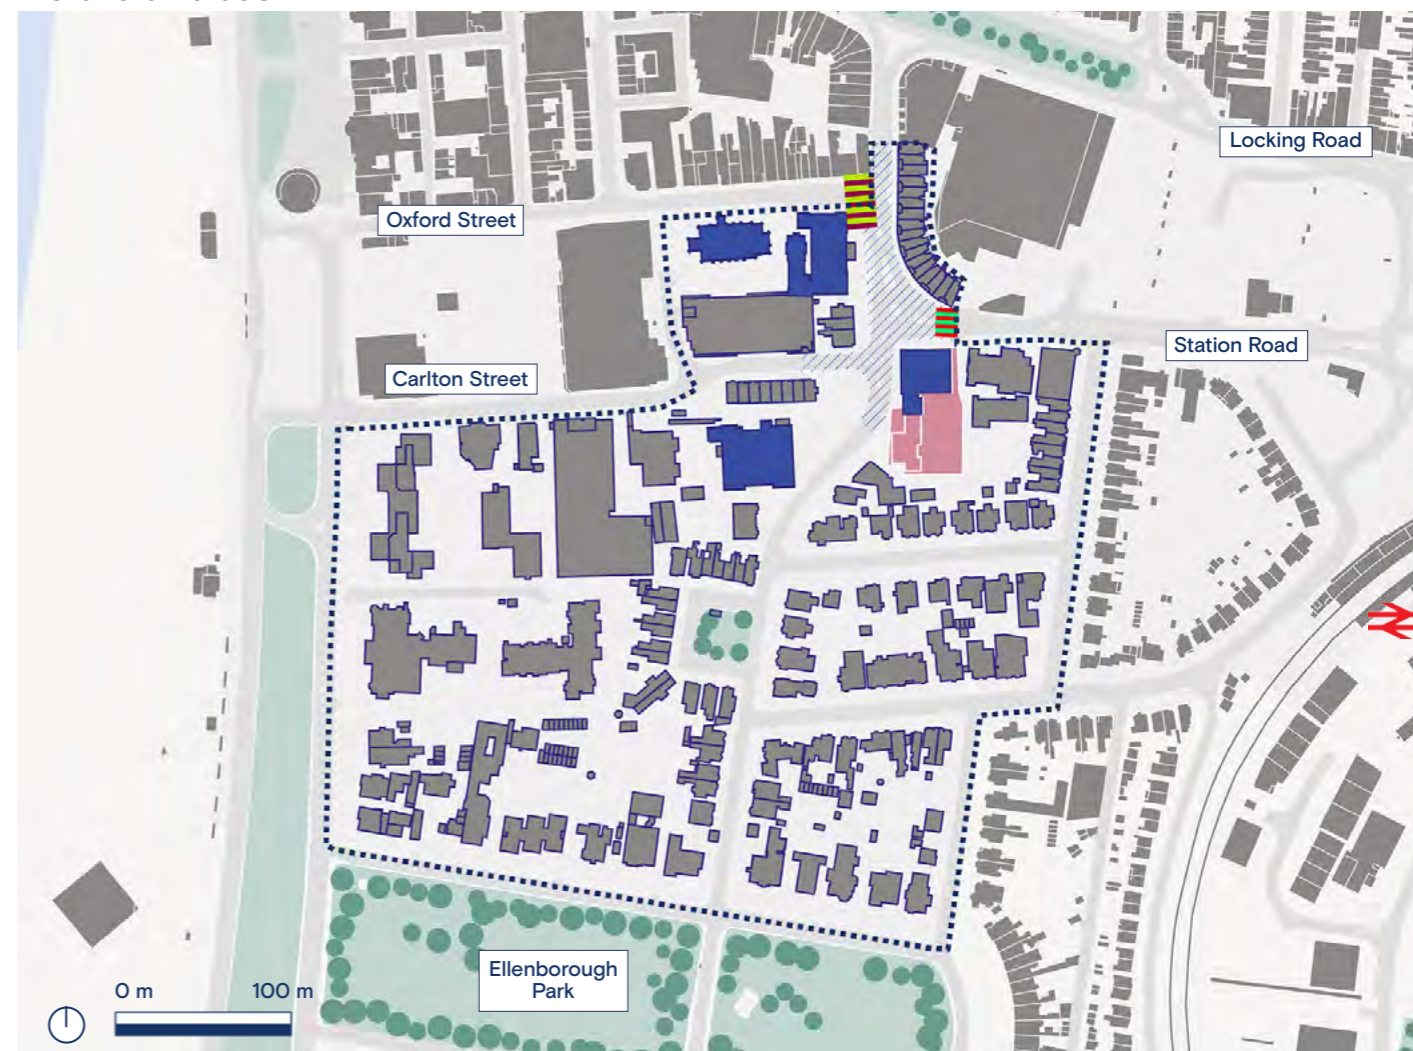 Locking Road
Oxford Street
Station Road
Carlton Street
Ellenborough
Park
0 m
100 m